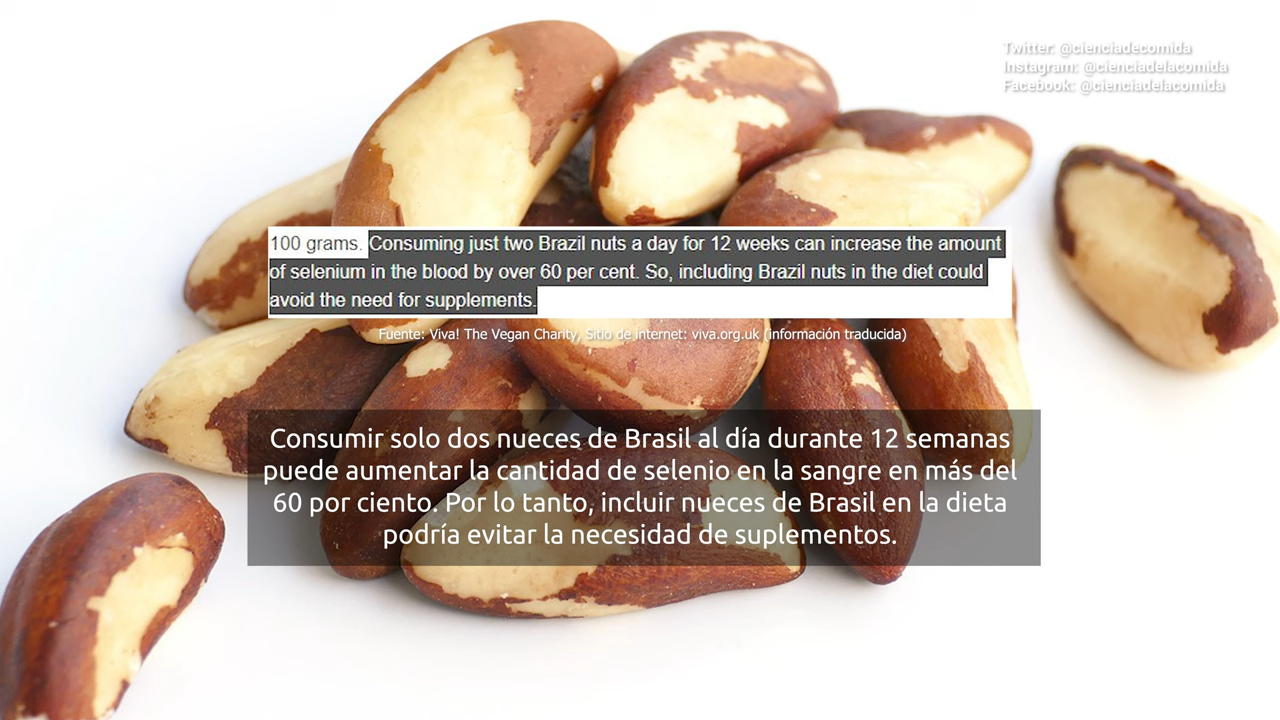 Twitter: @cienciadecomida
Instagram: @cienciadelacomida
Facebook: @cienciadelacomida
100 grams. Consuming just two Brazil nuts a day for 12 weeks can increase the amount
of selenium in the blood by over 60 per cent. So, including Brazil nuts in the diet could
avoid the need for supplements.
Fuente: Viva! The Vegan Charity, Sitio de internet: viva.org.uk (información traducida)
Consumir solo dos nueces de Brasil al día durante 12 semanas
puede aumentar la cantidad de selenio en la sangre en más del
60 por ciento. Por lo tanto, incluir nueces de Brasil en la dieta
podría evitar la necesidad de suplementos.